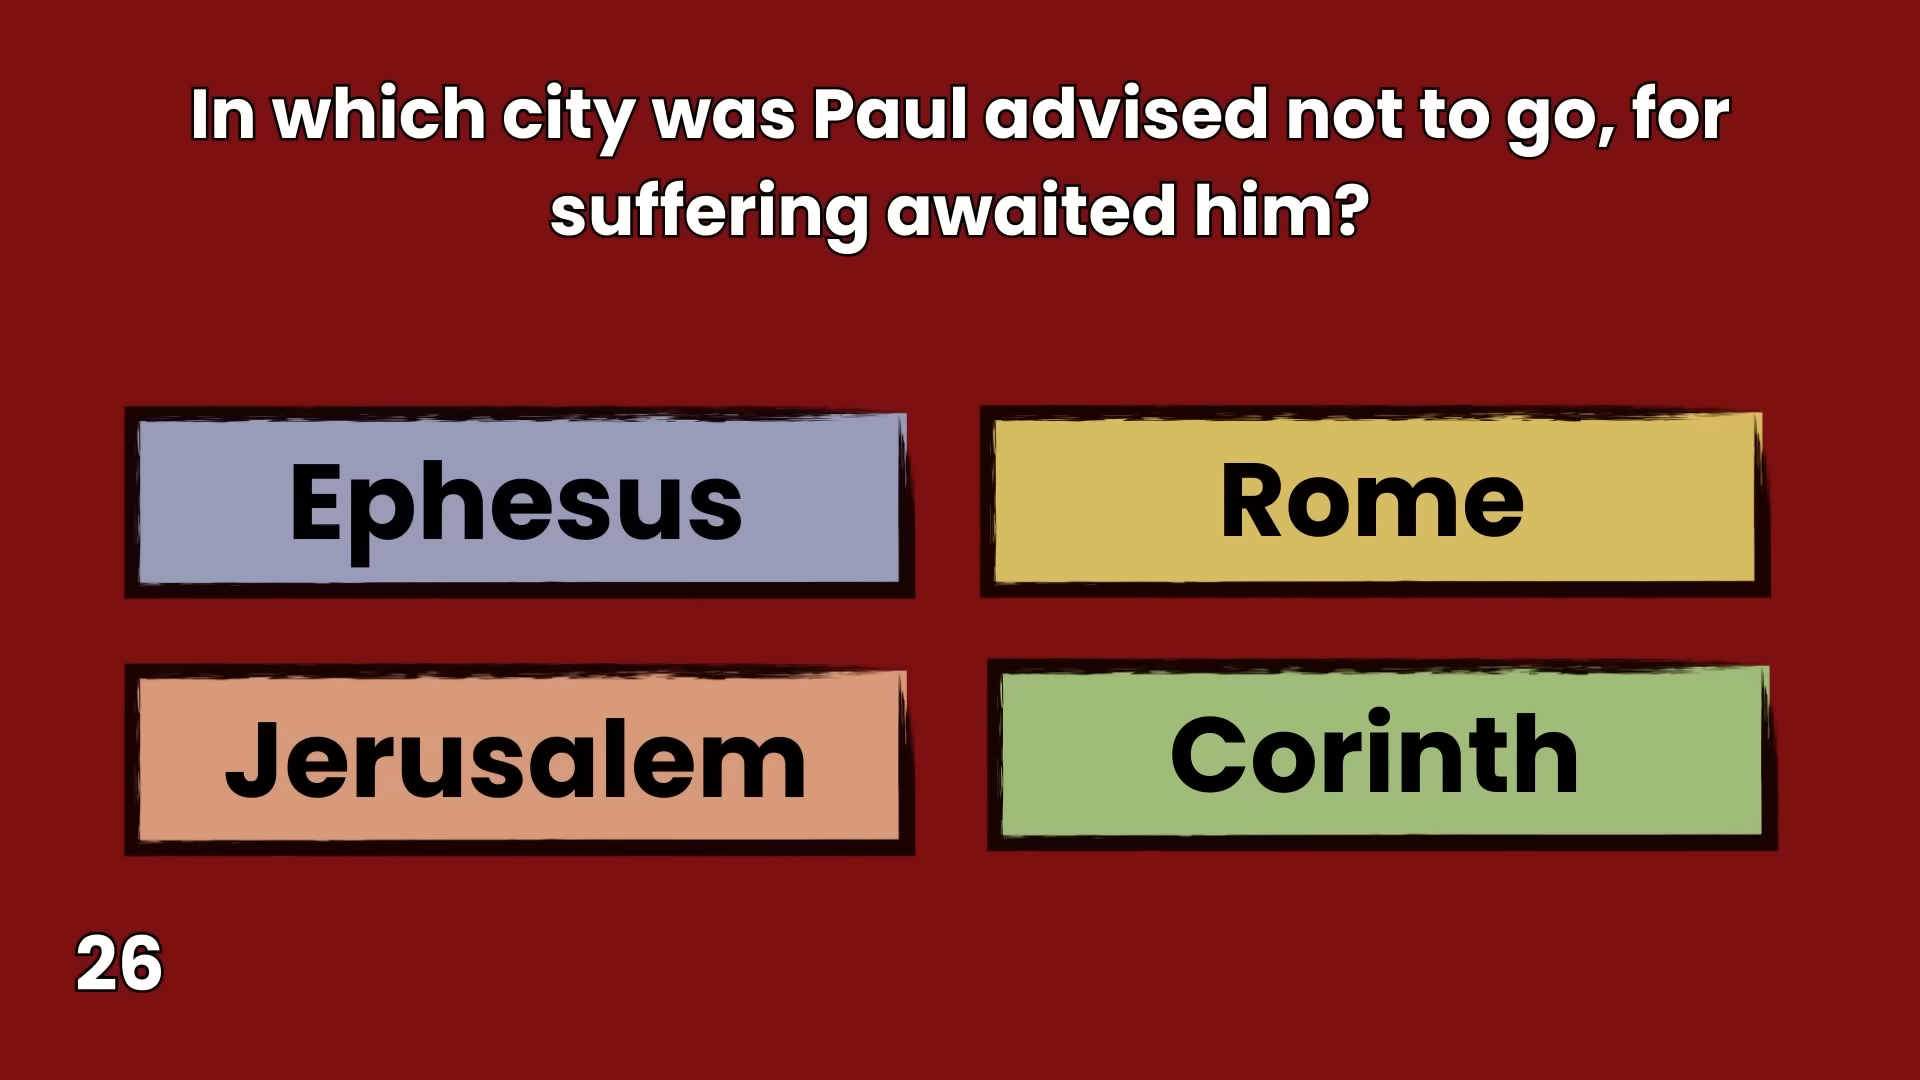 In which city was Paul advised not to go, for
suffering awaited him?
Ephesus
Rome
Jerusalem
Corinth
26